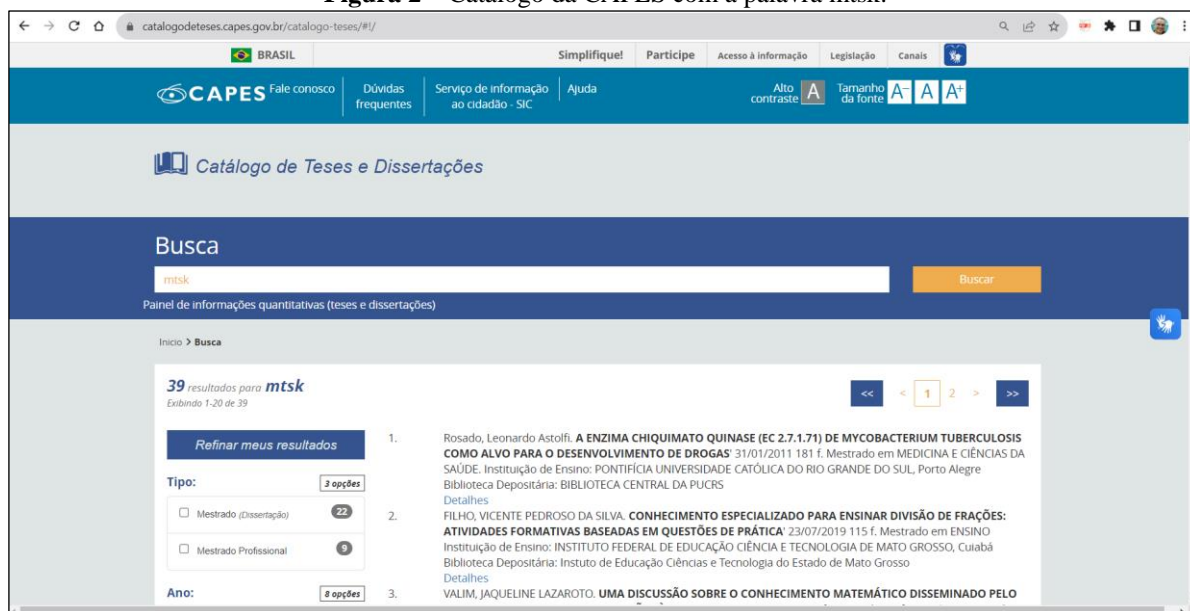 Figura 2 – Catálogo da CAPES com a palavra mtsk.
catalogodeteses.capes.gov.br/catalogo-teses/#!/
BRASIL
Simplifique! Participe Acesso à informação Legislação Canais
CAPES Fale conosco Dúvidas frequentes Serviço de informação ao cidadão - SIC Ajuda Alto contraste A Tamanho da fonte A- A A+
Catálogo de Teses e Dissertações
Busca
mtsk Buscar
Painel de informações quantitativas (teses e dissertações)
Inicio > Busca
39 resultados para mtsk
Exibindo 1-20 de 39
<< < 1 2 > >>
Refinar meus resultados
Tipo: 3 opções
Mestrado (Dissertação) 22
Mestrado Profissional 9
Ano: 8 opções
1. Rosado, Leonardo Astolfi. A ENZIMA CHIQUIMATO QUINASE (EC 2.7.1.71) DE MYCOBACTERIUM TUBERCULOSIS
COMO ALVO PARA O DESENVOLVIMENTO DE DROGAS' 31/01/2011 181 f. Mestrado em MEDICINA E CIÊNCIAS DA
SAÚDE. Instituição de Ensino: PONTIFÍCIA UNIVERSIDADE CATÓLICA DO RIO GRANDE DO SUL, Porto Alegre
Biblioteca Depositária: BIBLIOTECA CENTRAL DA PUCRS
Detalhes
2. FILHO, VICENTE PEDROSO DA SILVA. CONHECIMENTO ESPECIALIZADO PARA ENSINAR DIVISÃO DE FRAÇÕES:
ATIVIDADES FORMATIVAS BASEADAS EM QUESTÕES DE PRÁTICA' 23/07/2019 115 f. Mestrado em ENSINO
Instituição de Ensino: INSTITUTO FEDERAL DE EDUCAÇÃO CIÊNCIA E TECNOLOGIA DE MATO GROSSO, Cuiabá
Biblioteca Depositária: Instuto de Educação Ciências e Tecnologia do Estado de Mato Grosso
Detalhes
3. VALIM, JAQUELINE LAZAROTO. UMA DISCUSSÃO SOBRE O CONHECIMENTO MATEMÁTICO DISSEMINADO PELO